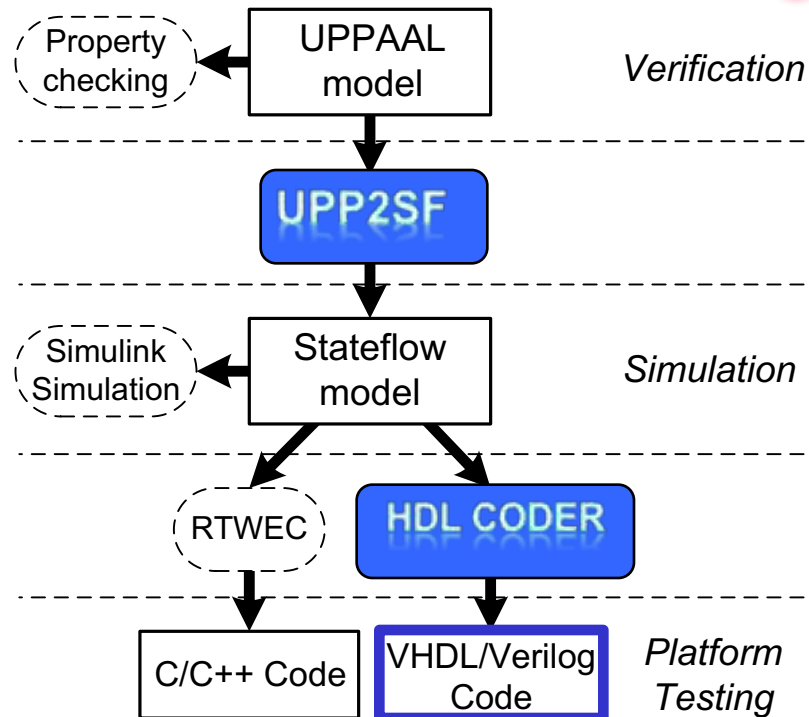 Property
checking
UPPAAL
model
Verification
UPP2SF
Simulink
Simulation
Stateflow
model
Simulation
RTWEC
HDL CODER
C/C++ Code
VHDL/Verilog
Code
Platform
Testing